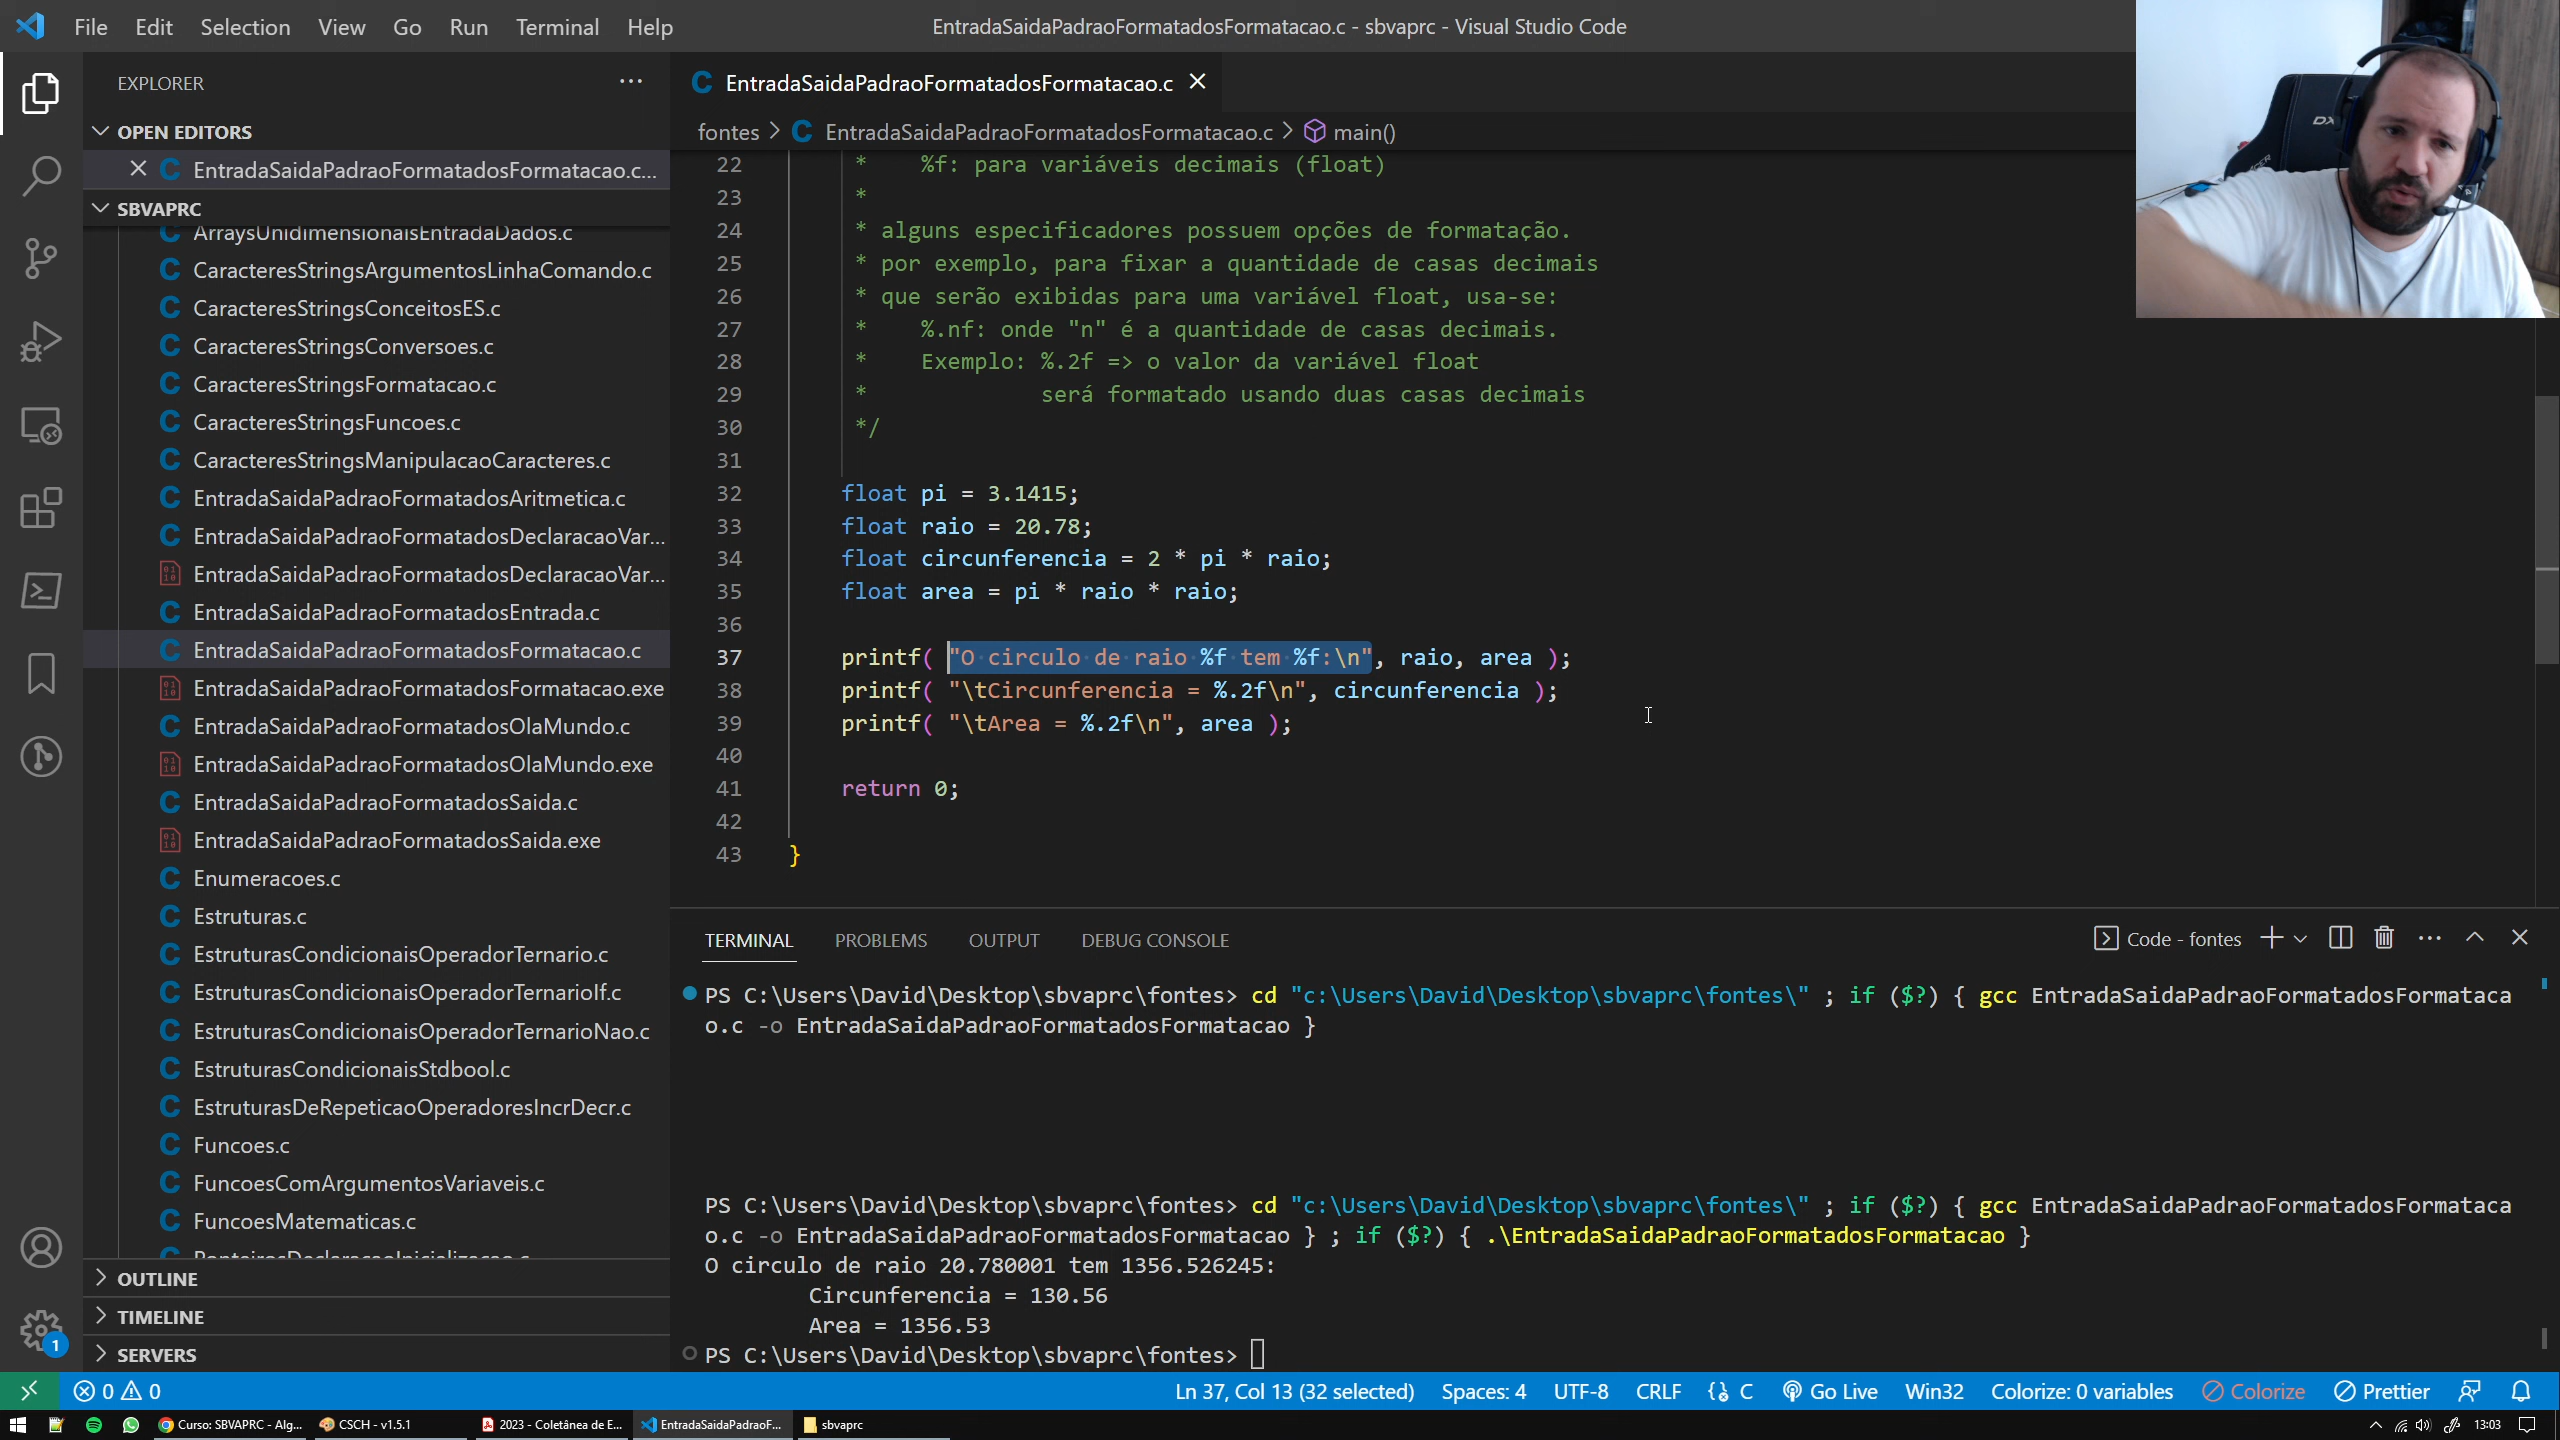 File Edit Selection View Go Run Terminal Help
EntradaSaidaPadraoFormatadosFormatacao.c - sbvaprc - Visual Studio Code
EXPLORER
OPEN EDITORS
EntradaSaidaPadraoFormatadosFormatacao.c...
SBVAPRC
ArraysUnidimensionaisEntradaDados.c
CaracteresStringsArgumentosLinhaComando.c
CaracteresStringsConceitosES.c
CaracteresStringsConversoes.c
CaracteresStringsFormatacao.c
CaracteresStringsFuncoes.c
CaracteresStringsManipulacaoCaracteres.c
EntradaSaidaPadraoFormatadosAritmetica.c
EntradaSaidaPadraoFormatadosDeclaracaoVar...
EntradaSaidaPadraoFormatadosDeclaracaoVar...
EntradaSaidaPadraoFormatadosEntrada.c
EntradaSaidaPadraoFormatadosFormatacao.c
EntradaSaidaPadraoFormatadosFormatacao.exe
EntradaSaidaPadraoFormatadosOlaMundo.c
EntradaSaidaPadraoFormatadosOlaMundo.exe
EntradaSaidaPadraoFormatadosSaida.c
EntradaSaidaPadraoFormatadosSaida.exe
Enumeracoes.c
Estruturas.c
EstruturasCondicionaisOperadorTernario.c
EstruturasCondicionaisOperadorTernarioIf.c
EstruturasCondicionaisOperadorTernarioNao.c
EstruturasCondicionaisStdbool.c
EstruturasDeRepeticaoOperadoresIncrDecr.c
Funcoes.c
FuncoesComArgumentosVariaveis.c
FuncoesMatematicas.c
PonteirosDeclaracaoInicializacao.c
OUTLINE
TIMELINE
SERVERS
EntradaSaidaPadraoFormatadosFormatacao.c
fontes > EntradaSaidaPadraoFormatadosFormatacao.c > main()
22 * %f: para variáveis decimais (float)
23 *
24 * alguns especificadores possuem opções de formatação.
25 * por exemplo, para fixar a quantidade de casas decimais
26 * que serão exibidas para uma variável float, usa-se:
27 * %.nf: onde "n" é a quantidade de casas decimais.
28 * Exemplo: %.2f => o valor da variável float
29 * será formatado usando duas casas decimais
30 */
31
32 float pi = 3.1415;
33 float raio = 20.78;
34 float circunferencia = 2 * pi * raio;
35 float area = pi * raio * raio;
36
37 printf( "O circulo de raio %f tem %f:\n", raio, area );
38 printf( "\tCircunferencia = %.2f\n", circunferencia );
39 printf( "\tArea = %.2f\n", area );
40
41 return 0;
42
43 }
TERMINAL PROBLEMS OUTPUT DEBUG CONSOLE
Code - fontes
PS C:\Users\David\Desktop\sbvaprc\fontes> cd "c:\Users\David\Desktop\sbvaprc\fontes\" ; if ($?) { gcc EntradaSaidaPadraoFormatadosFormataca
o.c -o EntradaSaidaPadraoFormatadosFormatacao }
PS C:\Users\David\Desktop\sbvaprc\fontes> cd "c:\Users\David\Desktop\sbvaprc\fontes\" ; if ($?) { gcc EntradaSaidaPadraoFormatadosFormataca
o.c -o EntradaSaidaPadraoFormatadosFormatacao } ; if ($?) { .\EntradaSaidaPadraoFormatadosFormatacao }
O circulo de raio 20.780001 tem 1356.526245:
Circunferencia = 130.56
Area = 1356.53
PS C:\Users\David\Desktop\sbvaprc\fontes>
1
0 0
Ln 37, Col 13 (32 selected) Spaces: 4 UTF-8 CRLF C Go Live Win32 Colorize: 0 variables Colorize Prettier
Curso: SBVAPRC - Alg... CSCH - v1.5.1 2023 - Coletânea de E... EntradaSaidaPadraoF... sbvaprc 13:03